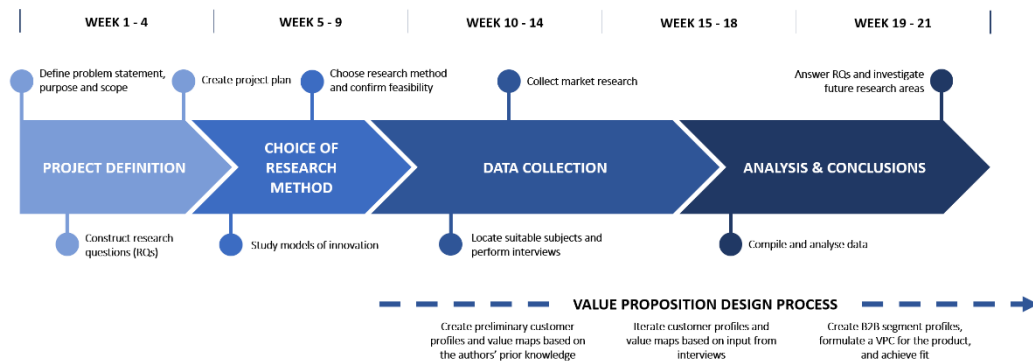 WEEK 1 - 4
WEEK 5 - 9
WEEK 10 - 14
WEEK 15 - 18
WEEK 19 - 21
Define problem statement,
purpose and scope
Create project plan
Choose research method
and confirm feasibility
Collect market research
Answer RQs and investigate
future research areas
PROJECT DEFINITION
CHOICE OF
RESEARCH
METHOD
DATA COLLECTION
ANALYSIS & CONCLUSIONS
Construct research
questions (RQs)
Study models of innovation
Locate suitable subjects and
perform interviews
Compile and analyse data
VALUE PROPOSITION DESIGN PROCESS
Create preliminary customer
profiles and value maps based on
the authors' prior knowledge
Iterate customer profiles and
value maps based on input from
interviews
Create B2B segment profiles,
formulate a VPC for the product,
and achieve fit